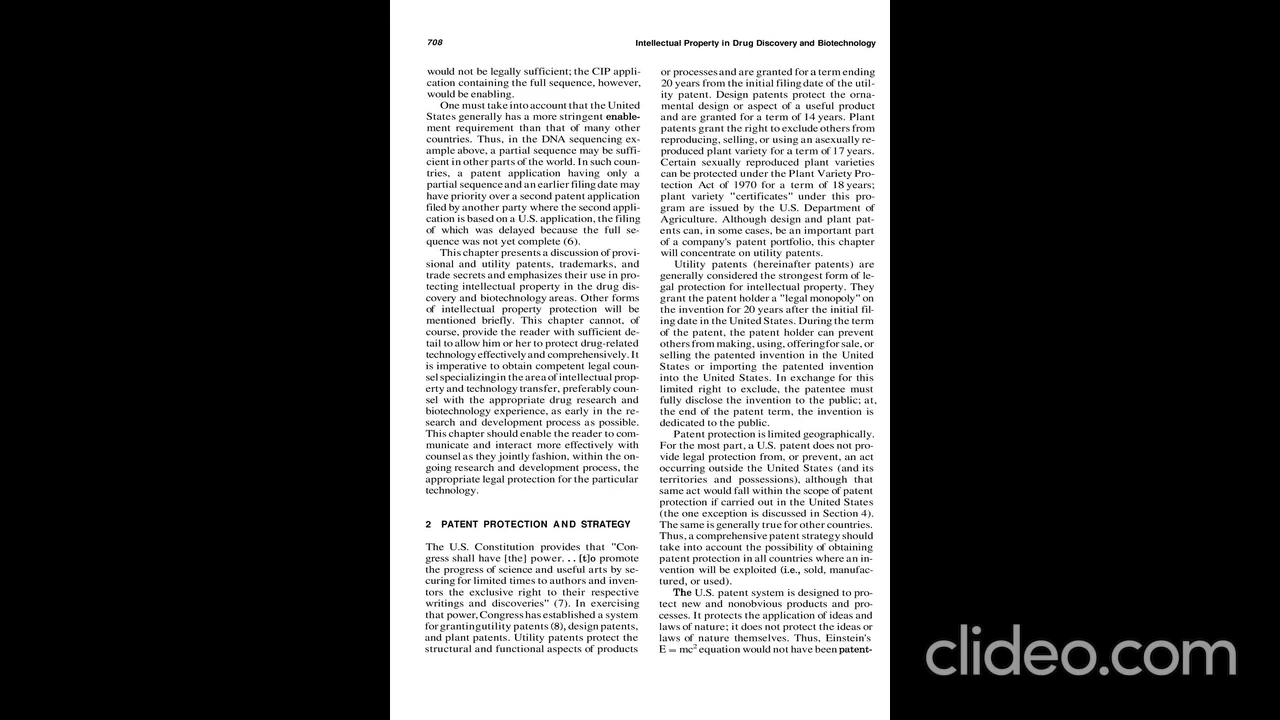 708
Intellectual Property in Drug Discovery and Biotechnology
would not be legally sufficient; the CIP appli-
cation containing the full sequence, however,
would be enabling.
One must take into account that the United
States generally has a more stringent enable-
ment requirement than that of many other
countries. Thus, in the DNA sequencing ex-
ample above, a partial sequence may be suffi-
cient in other parts of the world. In such coun-
tries, a patent application having only a
partial sequence and an earlier filing date may
have priority over a second patent application
filed by another party where the second appli-
cation is based on a U.S. application, the filing
of which was delayed because the full se-
quence was not yet complete (6).
This chapter presents a discussion of provi-
sional and utility patents, trademarks, and
trade secrets and emphasizes their use in pro-
tecting intellectual property in the drug dis-
covery and biotechnology areas. Other forms
of intellectual property protection will be
mentioned briefly. This chapter cannot, of
course, provide the reader with sufficient de-
tail to allow him or her to protect drug-related
technology effectively and comprehensively. It
is imperative to obtain competent legal coun-
sel specializing in the area of intellectual prop-
erty and technology transfer, preferably coun-
sel with the appropriate drug research and
biotechnology experience, as early in the re-
search and development process as possible.
This chapter should enable the reader to com-
municate and interact more effectively with
counsel as they jointly fashion, within the on-
going research and development process, the
appropriate legal protection for the particular
technology.
2 PATENT PROTECTION AND STRATEGY
The U.S. Constitution provides that "Con-
gress shall have [the] power. . . [t]o promote
the progress of science and useful arts by se-
curing for limited times to authors and inven-
tors the exclusive right to their respective
writings and discoveries" (7). In exercising
that power, Congress has established a system
for granting utility patents (8), design patents,
and plant patents. Utility patents protect the
structural and functional aspects of products
or processes and are granted for a term ending
20 years from the initial filing date of the util-
ity patent. Design patents protect the orna-
mental design or aspect of a useful product
and are granted for a term of 14 years. Plant
patents grant the right to exclude others from
reproducing, selling, or using an asexually re-
produced plant variety for a term of 17 years.
Certain sexually reproduced plant varieties
can be protected under the Plant Variety Pro-
tection Act of 1970 for a term of 18 years;
plant variety "certificates" under this pro-
gram are issued by the U.S. Department of
Agriculture. Although design and plant pat-
ents can, in some cases, be an important part
of a company's patent portfolio, this chapter
will concentrate on utility patents.
Utility patents (hereinafter patents) are
generally considered the strongest form of le-
gal protection for intellectual property. They
grant the patent holder a "legal monopoly" on
the invention for 20 years after the initial fil-
ing date in the United States. During the term
of the patent, the patent holder can prevent
others from making, using, offering for sale, or
selling the patented invention in the United
States or importing the patented invention
into the United States. In exchange for this
limited right to exclude, the patentee must
fully disclose the invention to the public; at,
the end of the patent term, the invention is
dedicated to the public.
Patent protection is limited geographically.
For the most part, a U.S. patent does not pro-
vide legal protection from, or prevent, an act
occurring outside the United States (and its
territories and possessions), although that
same act would fall within the scope of patent
protection if carried out in the United States
(the one exception is discussed in Section 4).
The same is generally true for other countries.
Thus, a comprehensive patent strategy should
take into account the possibility of obtaining
patent protection in all countries where an in-
vention will be exploited (i.e., sold, manufac-
tured, or used).
The U.S. patent system is designed to pro-
tect new and nonobvious products and pro-
cesses. It protects the application of ideas and
laws of nature; it does not protect the ideas or
laws of nature themselves. Thus, Einstein's
E = mc² equation would not have been patent-
clideo.com